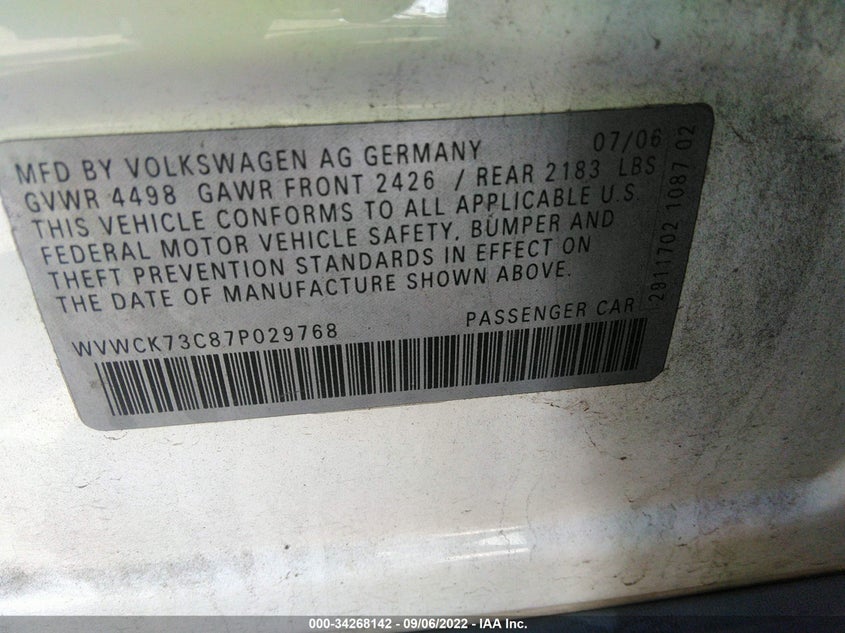 MFD BY VOLKSWAGEN AG GERMANY 07/06
GVWR 4498 GAWR FRONT 2426 / REAR 2183 LBS
THIS VEHICLE CONFORMS TO ALL APPLICABLE U.S
FEDERAL MOTOR VEHICLE SAFETY, BUMPER AND
THEFT PREVENTION STANDARDS IN EFFECT ON
THE DATE OF MANUFACTURE SHOWN ABOVE.
WVWCK73C87P029768 PASSENGER CAR
2911702 1087 02
000-34268142 - 09/06/2022 - IAA Inc.